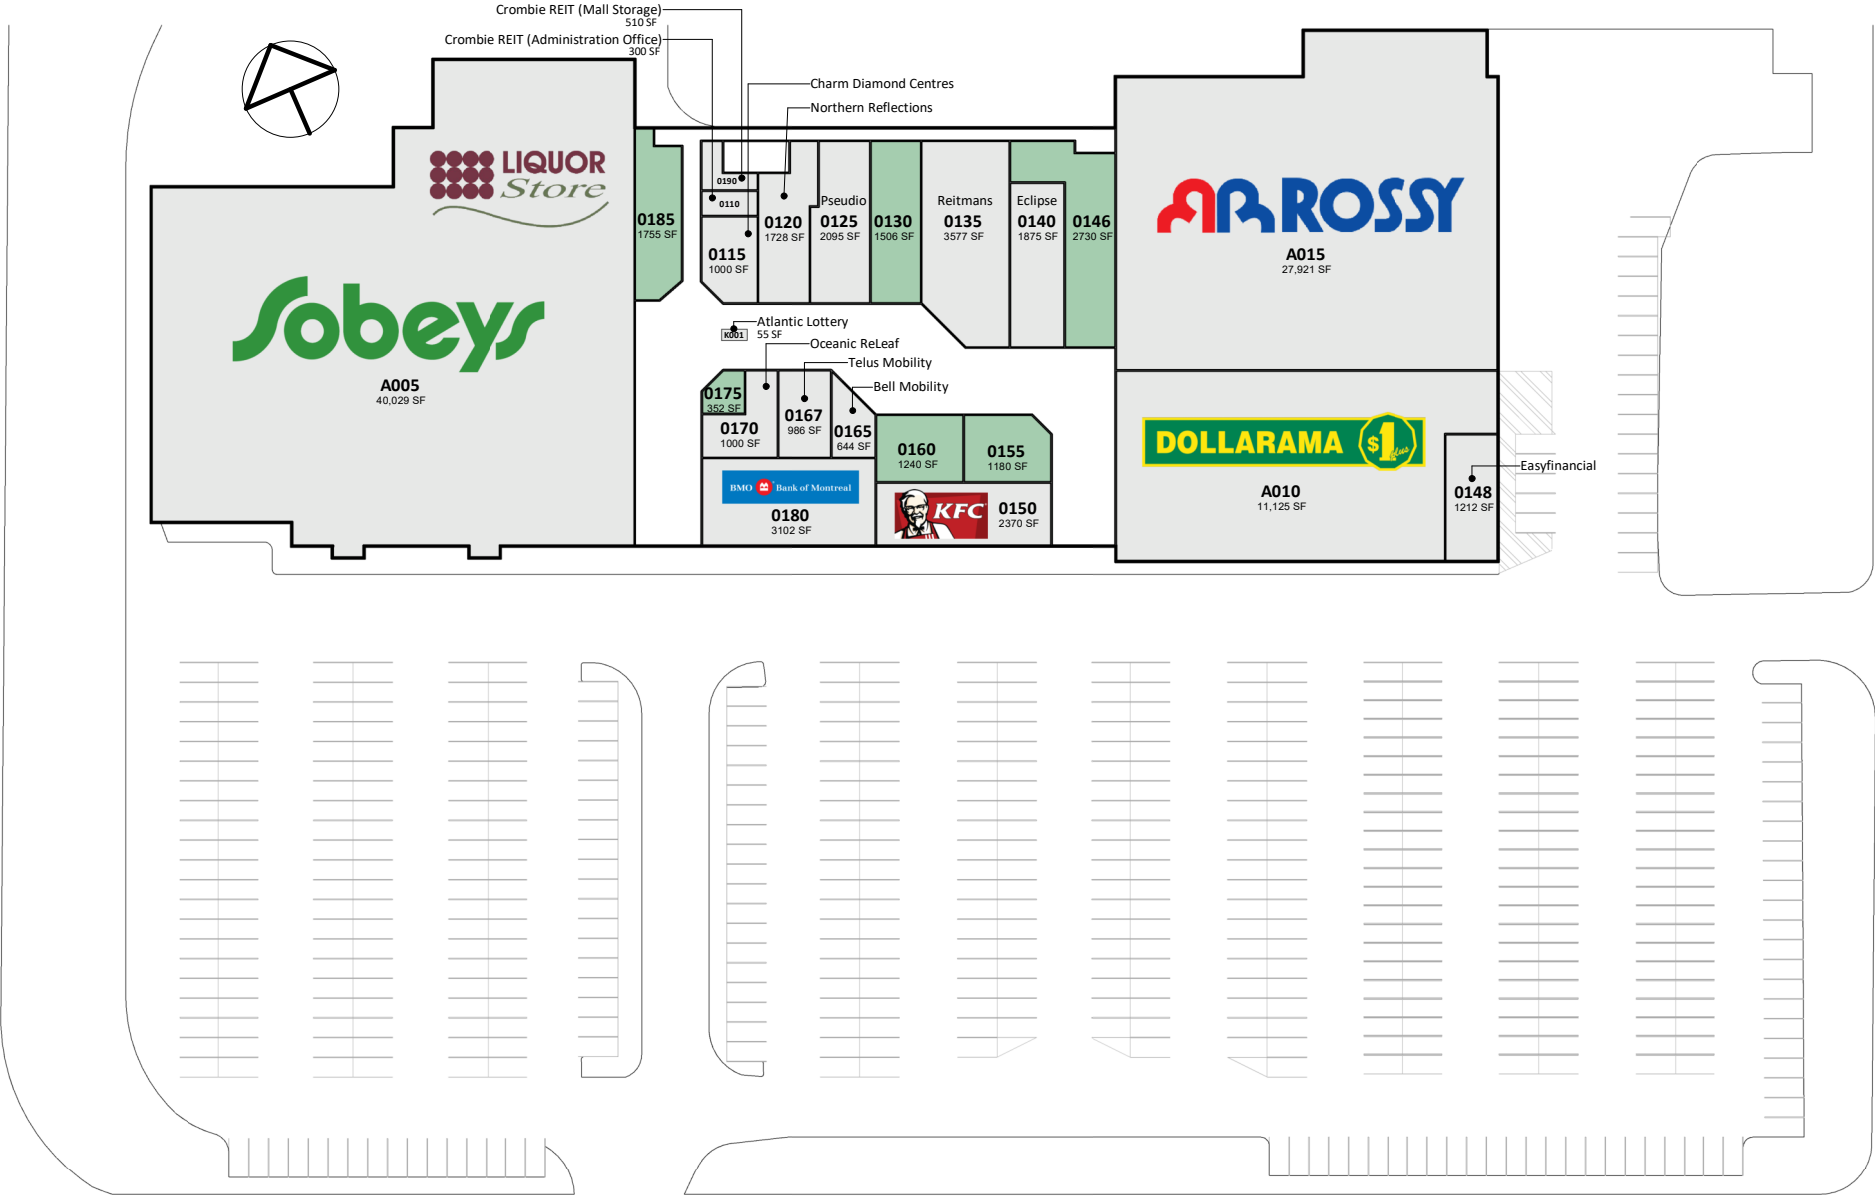 Crombie REIT (Mall Storage)
510 SF
Crombie REIT (Administration Office)
300 SF
Charm Diamond Centres
Northern Reflections
LIQUOR
Store
Sobeys
A005
40,029 SF
0185
1755 SF
0190
0110
0115
1000 SF
0120
1728 SF
Pseudio
0125
2095 SF
0130
1506 SF
Reitmans
0135
3577 SF
Eclipse
0140
1875 SF
0146
2730 SF
ROSSY
A015
27,921 SF
K001
Atlantic Lottery
55 SF
Oceanic ReLeaf
Telus Mobility
Bell Mobility
0175
352 SF
0170
1000 SF
0167
986 SF
0165
644 SF
0160
1240 SF
0155
1180 SF
BMO Bank of Montreal
0180
3102 SF
KFC
0150
2370 SF
DOLLARAMA $1 plus
A010
11,125 SF
Easyfinancial
0148
1212 SF